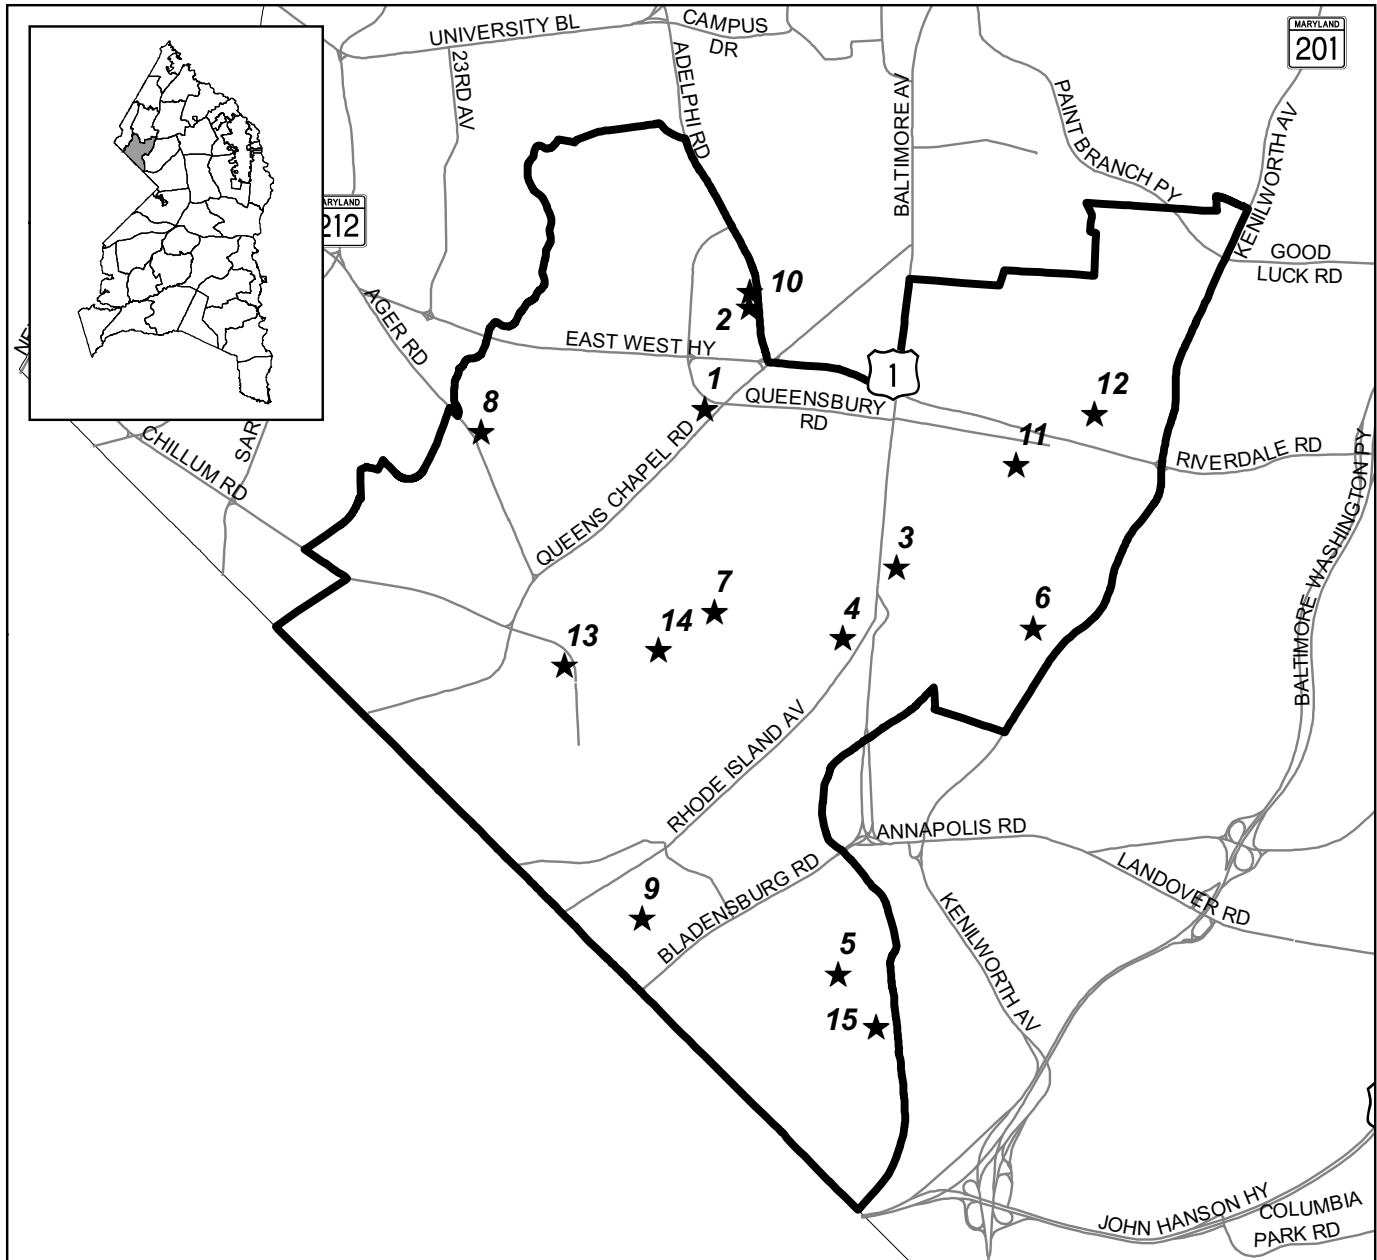 UNIVERSITY BL
CAMPUS
DR
23RD AV
ADELPHI RD
BALTIMORE AV
PAINT BRANCH PY
MARYLAND
201
KENILWORTH AV
GOOD
LUCK RD
212
AGER RD
EAST WEST HY
10
2
1
QUEENSBURY
RD
1
12
11
8
RIVERDALE RD
CHILLUM RD
SAR
QUEENS CHAPEL RD
BALTIMORE WASHINGTON PY
3
7
4
6
14
13
RHODE ISLAND AV
ANNAPOLIS RD
LANDOVER RD
BLADENSBURG RD
9
KENILWORTH AV
5
15
JOHN HANSON HY
COLUMBIA
PARK RD